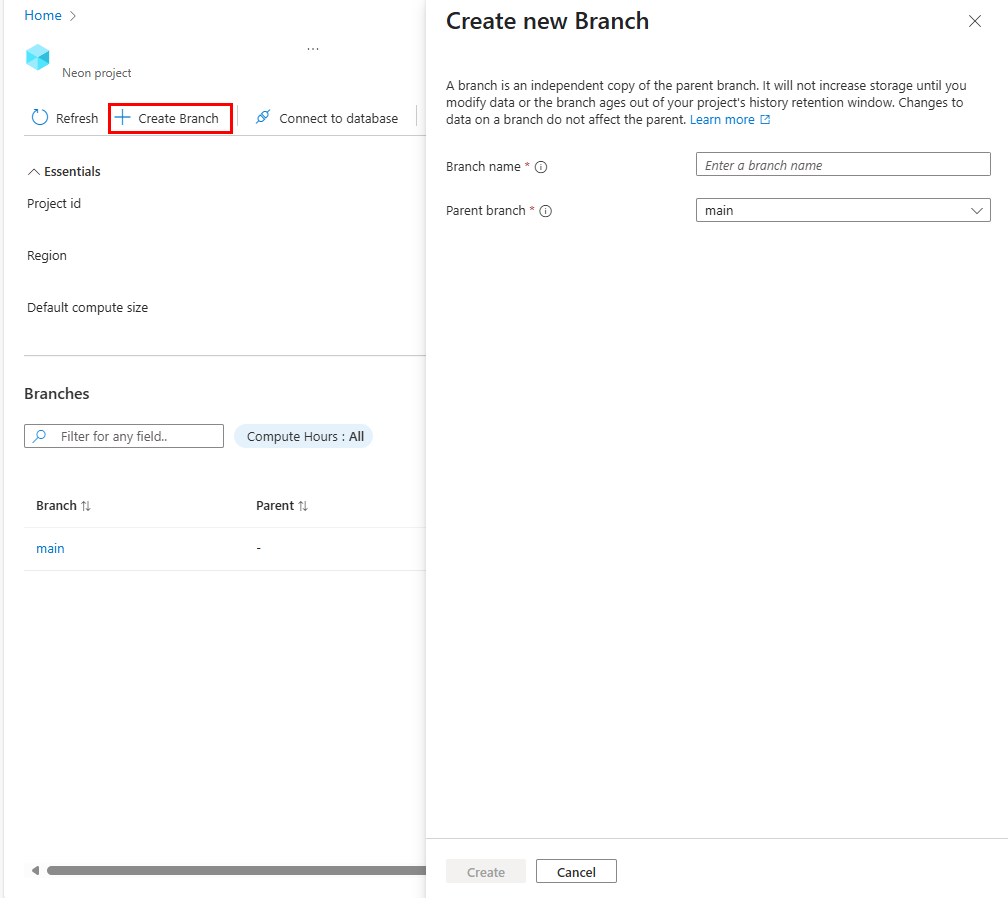 Home
...
Neon project
Refresh
Create Branch
Connect to database
Essentials
Project id
Region
Default compute size
Branches
Filter for any field..
Compute Hours : All
Branch
Parent
main
-
Create new Branch
A branch is an independent copy of the parent branch. It will not increase storage until you
modify data or the branch ages out of your project's history retention window. Changes to
data on a branch do not affect the parent. Learn more
Branch name *
Enter a branch name
Parent branch *
main
Create
Cancel